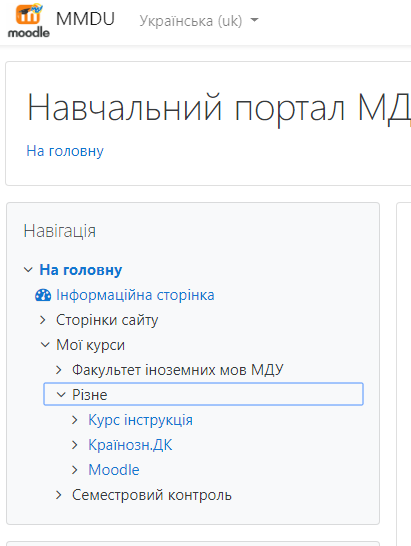 moodle
MMDU Українська (uk)
Навчальний портал МД
На головну
Навігація
На головну
Інформаційна сторінка
Сторінки сайту
Мої курси
Факультет іноземних мов МДУ
Різне
Курс інструкція
Країнозн.ДК
Moodle
Семестровий контроль